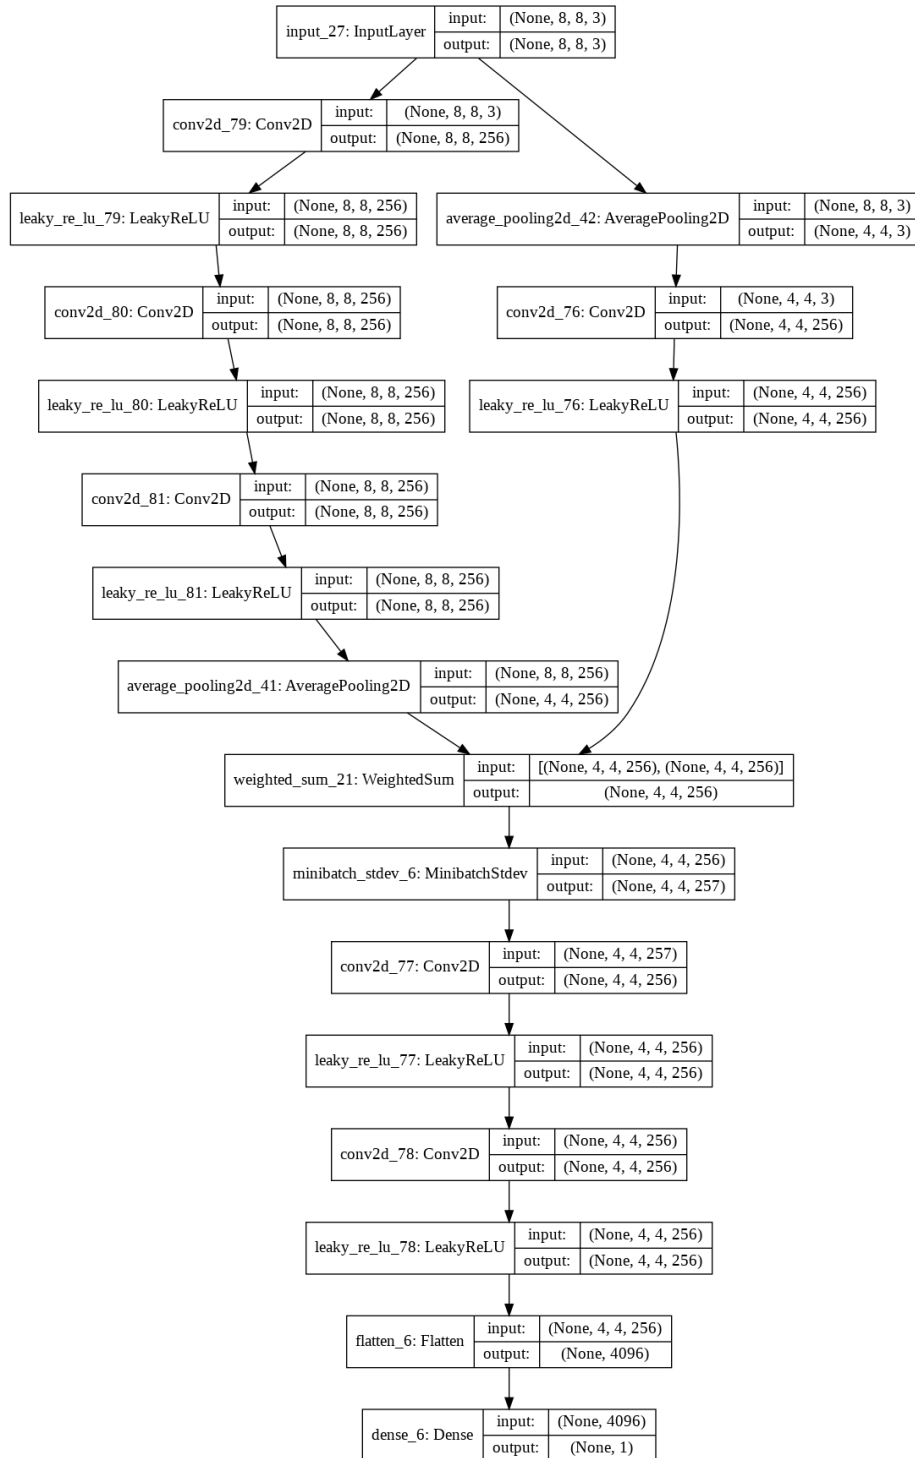 input_27: InputLayer
input: (None, 8, 8, 3)
output: (None, 8, 8, 3)
conv2d_79: Conv2D
input: (None, 8, 8, 3)
output: (None, 8, 8, 256)
leaky_re_lu_79: LeakyReLU
input: (None, 8, 8, 256)
output: (None, 8, 8, 256)
average_pooling2d_42: AveragePooling2D
input: (None, 8, 8, 3)
output: (None, 4, 4, 3)
conv2d_80: Conv2D
input: (None, 8, 8, 256)
output: (None, 8, 8, 256)
conv2d_76: Conv2D
input: (None, 4, 4, 3)
output: (None, 4, 4, 256)
leaky_re_lu_80: LeakyReLU
input: (None, 8, 8, 256)
output: (None, 8, 8, 256)
leaky_re_lu_76: LeakyReLU
input: (None, 4, 4, 256)
output: (None, 4, 4, 256)
conv2d_81: Conv2D
input: (None, 8, 8, 256)
output: (None, 8, 8, 256)
leaky_re_lu_81: LeakyReLU
input: (None, 8, 8, 256)
output: (None, 8, 8, 256)
average_pooling2d_41: AveragePooling2D
input: (None, 8, 8, 256)
output: (None, 4, 4, 256)
weighted_sum_21: WeightedSum
input: [(None, 4, 4, 256), (None, 4, 4, 256)]
output: (None, 4, 4, 256)
minibatch_stdev_6: MinibatchStdev
input: (None, 4, 4, 256)
output: (None, 4, 4, 257)
conv2d_77: Conv2D
input: (None, 4, 4, 257)
output: (None, 4, 4, 256)
leaky_re_lu_77: LeakyReLU
input: (None, 4, 4, 256)
output: (None, 4, 4, 256)
conv2d_78: Conv2D
input: (None, 4, 4, 256)
output: (None, 4, 4, 256)
leaky_re_lu_78: LeakyReLU
input: (None, 4, 4, 256)
output: (None, 4, 4, 256)
flatten_6: Flatten
input: (None, 4, 4, 256)
output: (None, 4096)
dense_6: Dense
input: (None, 4096)
output: (None, 1)